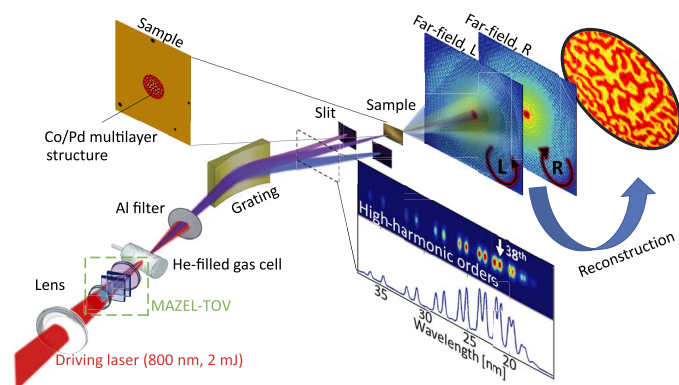 Sample
Co/Pd multilayer
structure
Slit
Sample
Far-field, L
Far-field, R
L
R
Grating
Al filter
He-filled gas cell
Lens
MAZEL-TOV
Driving laser (800 nm, 2 mJ)
High-harmonic orders
38th
35
30
25
20
Wavelength [nm]
Reconstruction